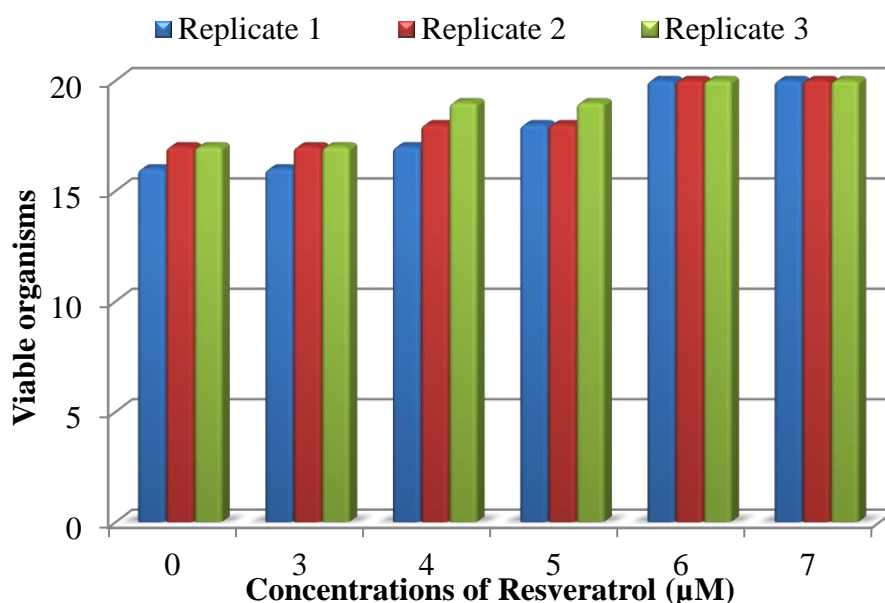 Replicate 1 Replicate 2 Replicate 3
20
15
10
5
0
Viable organisms
0 3 4 5 6 7
Concentrations of Resveratrol (µM)